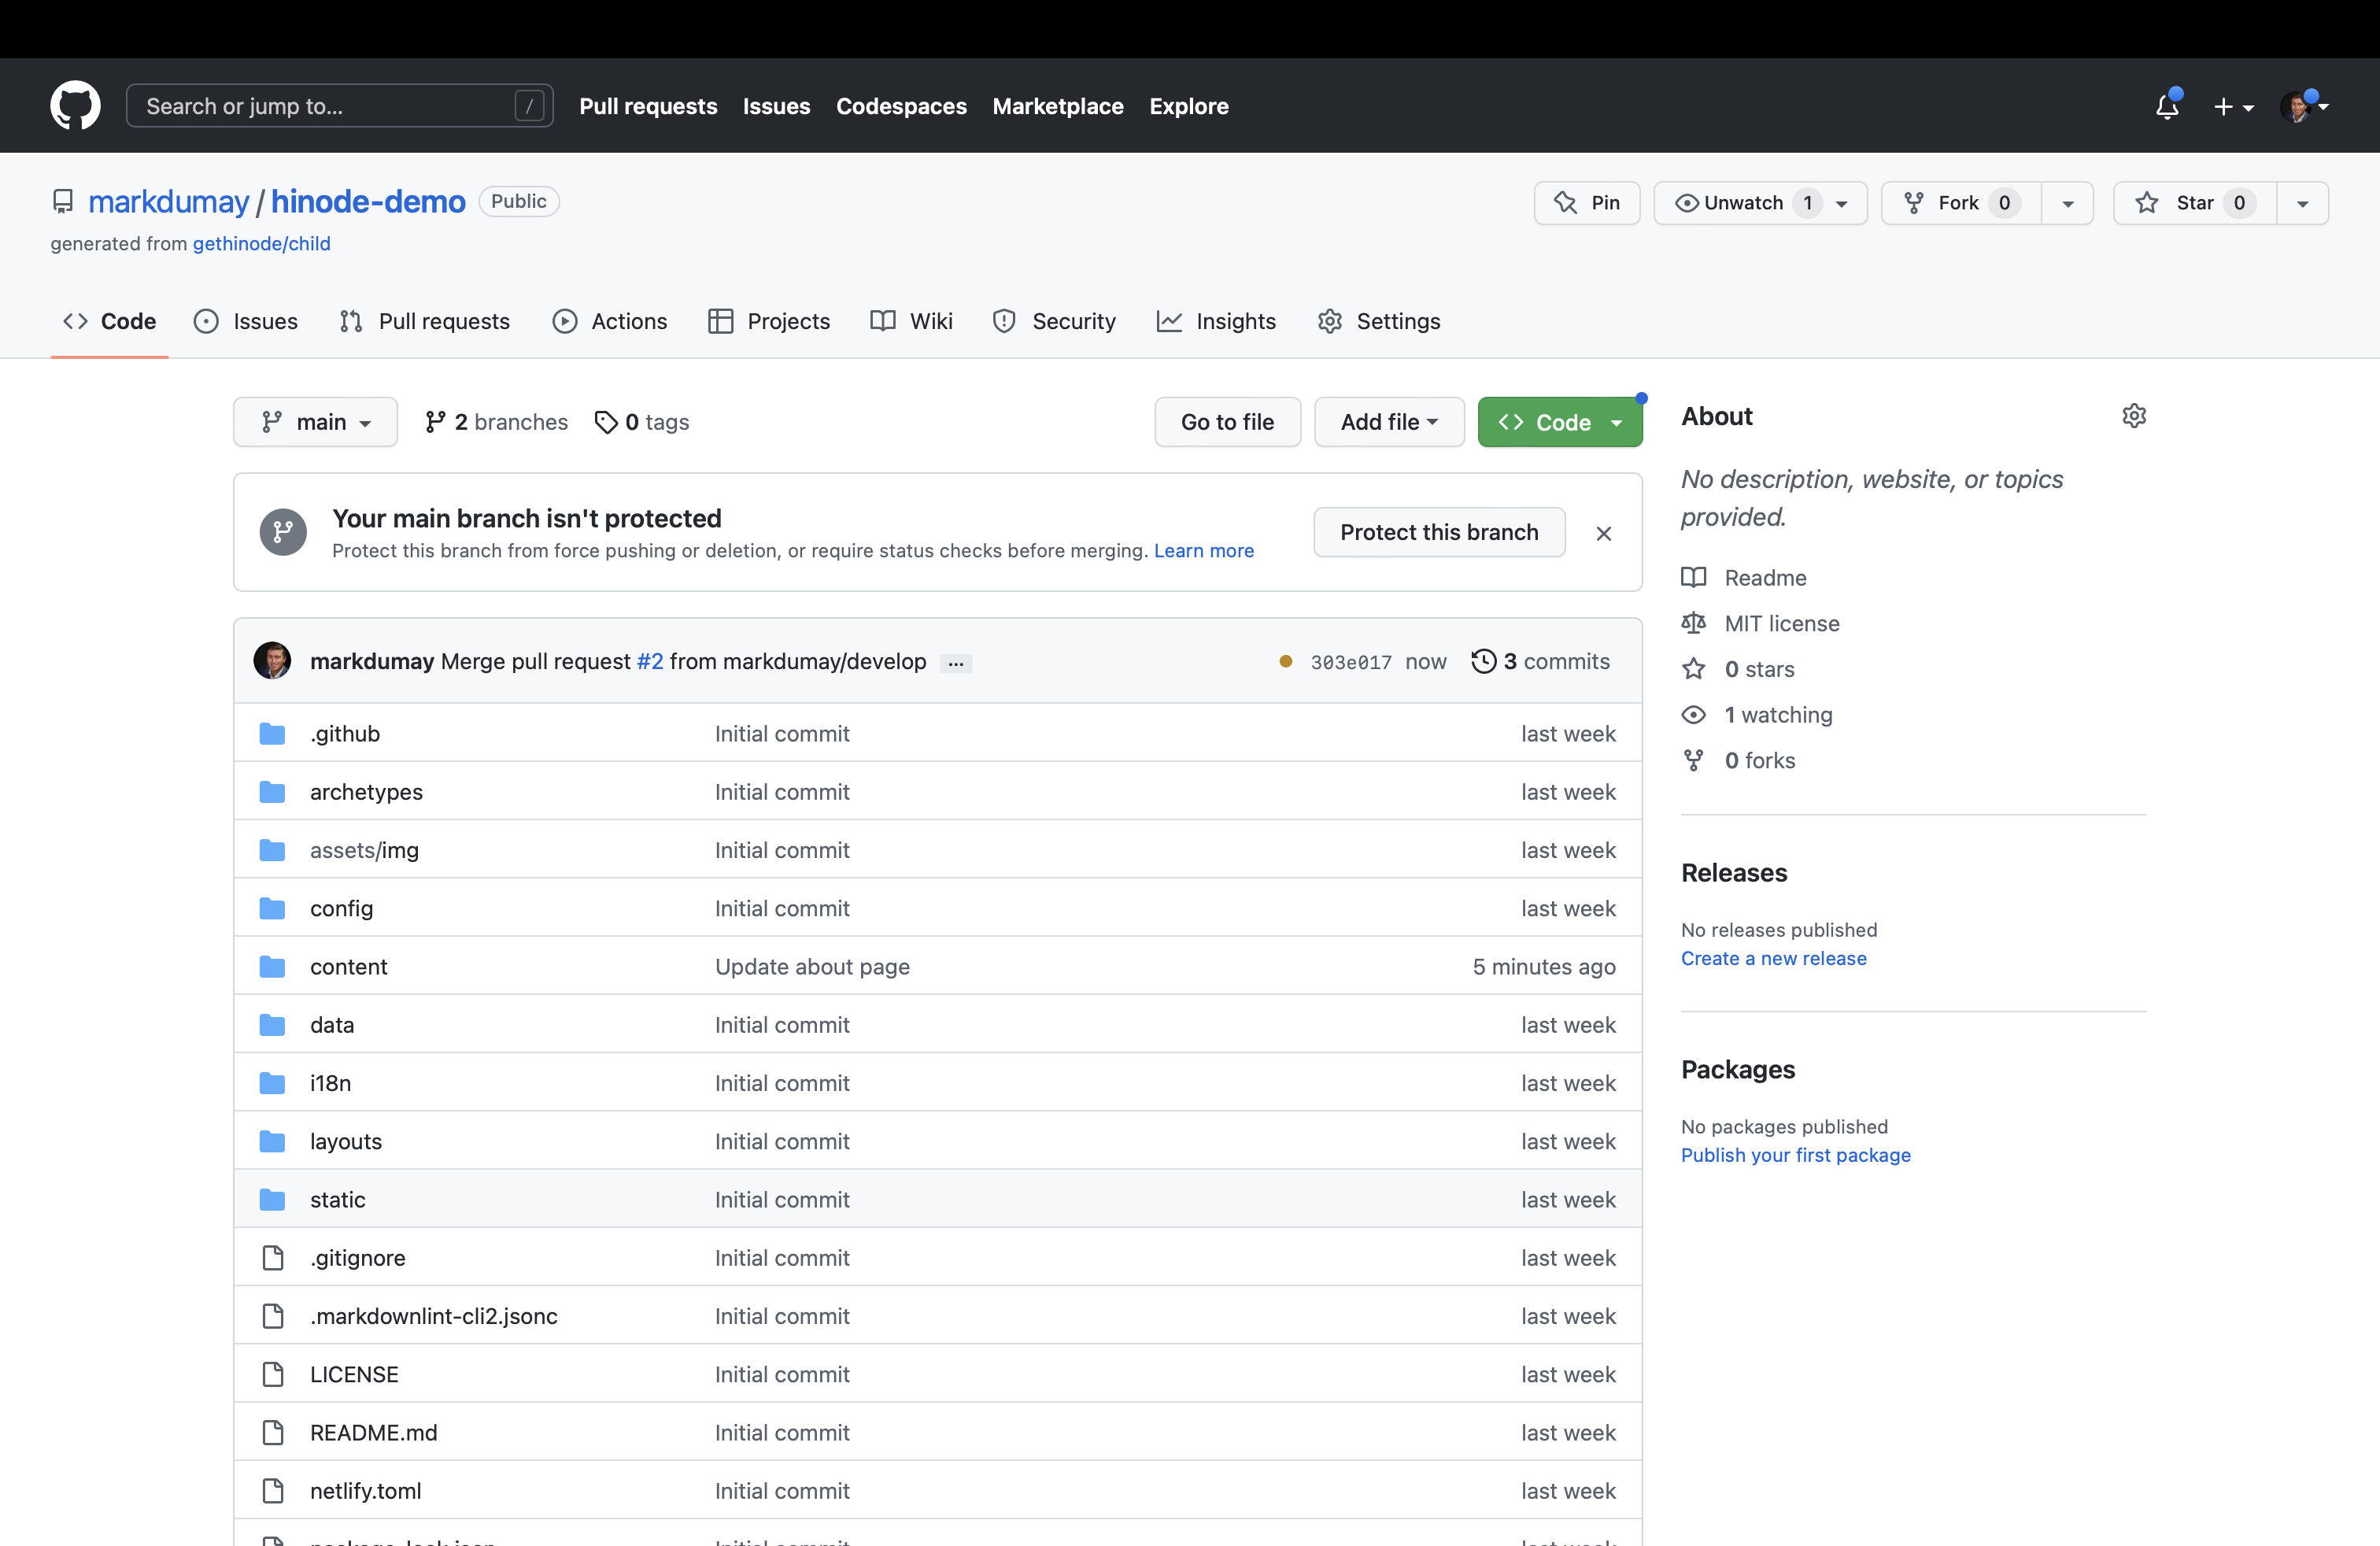 Search or jump to... /
Pull requests Issues Codespaces Marketplace Explore
markdumay / hinode-demo Public
Pin Unwatch 1 Fork 0 Star 0
generated from gethinode/child
Code Issues Pull requests Actions Projects Wiki Security Insights Settings
main 2 branches 0 tags
Go to file Add file Code
Your main branch isn't protected
Protect this branch from force pushing or deletion, or require status checks before merging. Learn more
Protect this branch
markdumay Merge pull request #2 from markdumay/develop ... 303e017 now 3 commits
.github Initial commit last week
archetypes Initial commit last week
assets/img Initial commit last week
config Initial commit last week
content Update about page 5 minutes ago
data Initial commit last week
i18n Initial commit last week
layouts Initial commit last week
static Initial commit last week
.gitignore Initial commit last week
.markdownlint-cli2.jsonc Initial commit last week
LICENSE Initial commit last week
README.md Initial commit last week
netlify.toml Initial commit last week
About
No description, website, or topics
provided.
Readme
MIT license
0 stars
1 watching
0 forks
Releases
No releases published
Create a new release
Packages
No packages published
Publish your first package